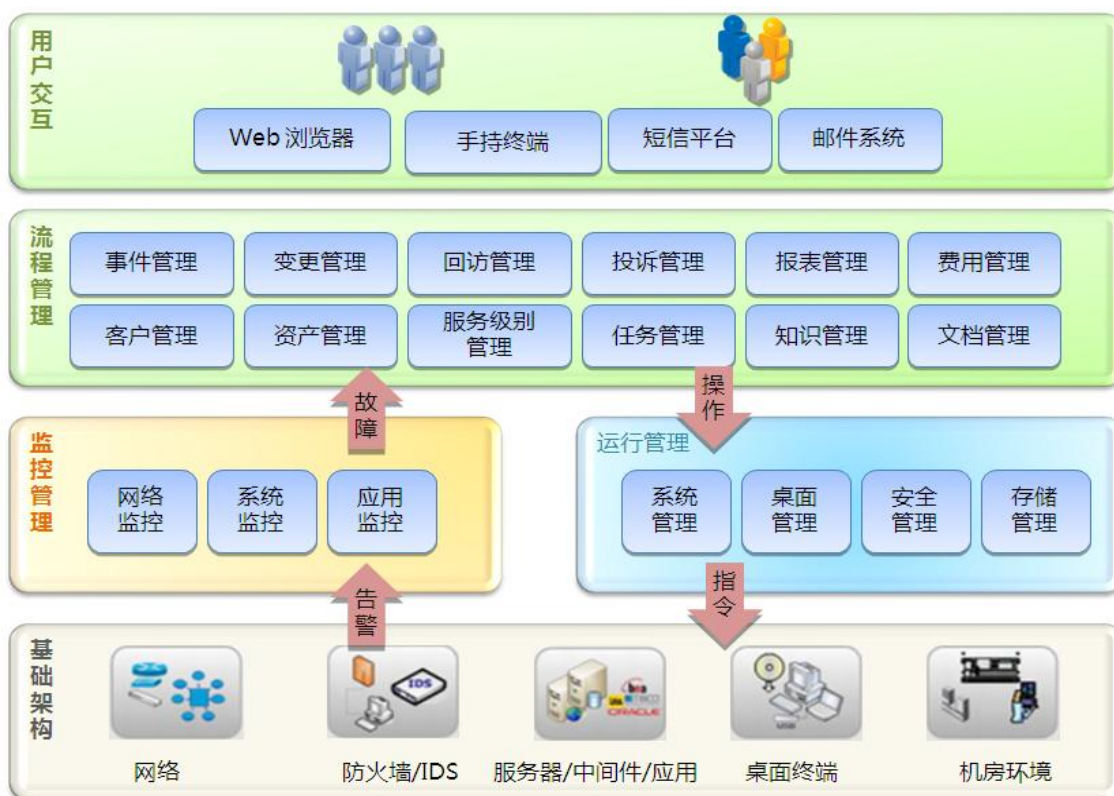 用户交互
Web 浏览器
手持终端
短信平台
邮件系统
流程管理
事件管理
变更管理
回访管理
投诉管理
报表管理
费用管理
客户管理
资产管理
服务级别
管理
任务管理
知识管理
文档管理
故障
操作
监控管理
网络
监控
系统
监控
应用
监控
运行管理
系统
管理
桌面
管理
安全
管理
存储
管理
告警
指令
基础架构
IDS
ORACLE
USB
网络
防火墙/IDS
服务器/中间件/应用
桌面终端
机房环境